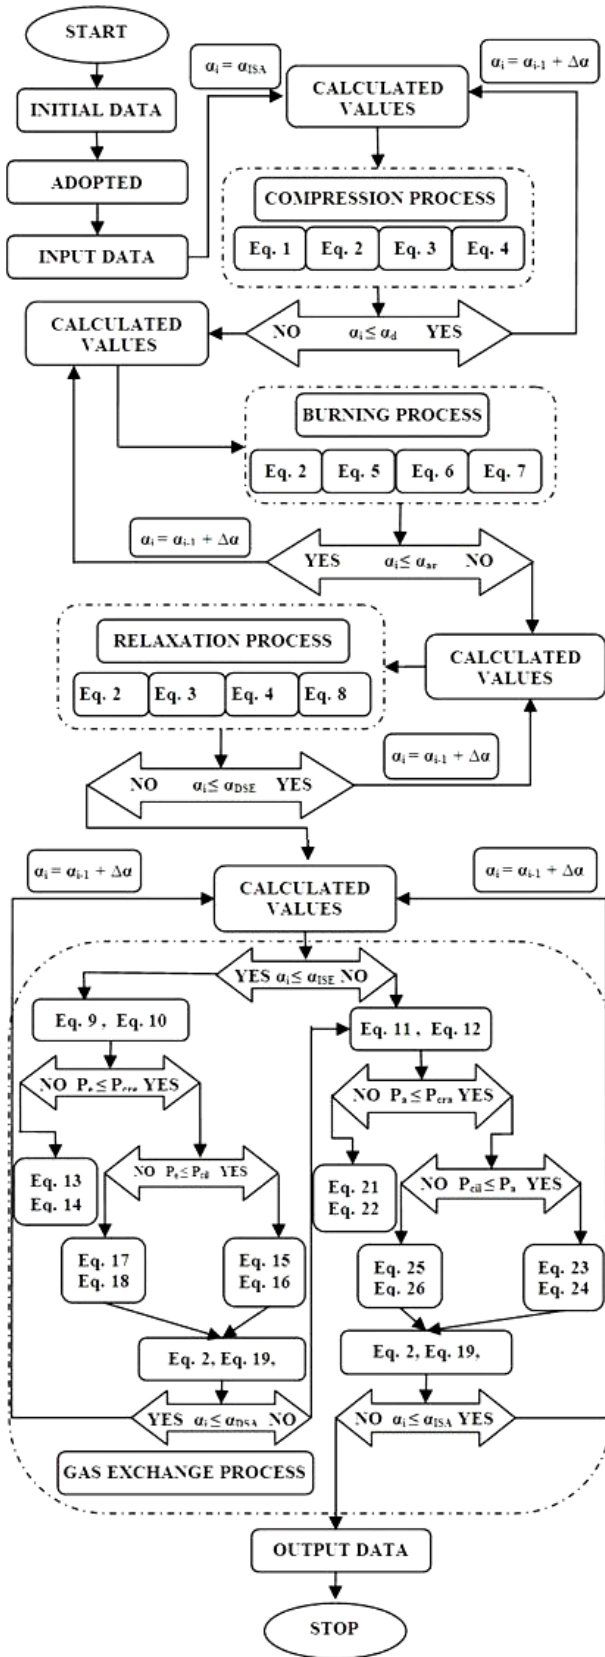 START
αi = αISA
αi = αi-1 + Δα
CALCULATED
VALUES
INITIAL DATA
ADOPTED
INPUT DATA
COMPRESSION PROCESS
Eq. 1 Eq. 2 Eq. 3 Eq. 4
CALCULATED
VALUES
NO αi ≤ αd YES
BURNING PROCESS
Eq. 2 Eq. 5 Eq. 6 Eq. 7
αi = αi-1 + Δα
YES αi ≤ αar NO
RELAXATION PROCESS
Eq. 2 Eq. 3 Eq. 4 Eq. 8
CALCULATED
VALUES
αi = αi-1 + Δα
NO αi ≤ αDSE YES
αi = αi-1 + Δα
αi = αi-1 + Δα
CALCULATED
VALUES
YES αi ≤ αISE NO
Eq. 9 , Eq. 10
Eq. 11 , Eq. 12
NO Pe ≤ Pcre YES
NO Pa ≤ Pcra YES
Eq. 13
Eq. 14
NO Pe ≤ Pcil YES
Eq. 21
Eq. 22
NO Pcil ≤ Pa YES
Eq. 17
Eq. 18
Eq. 15
Eq. 16
Eq. 25
Eq. 26
Eq. 23
Eq. 24
Eq. 2, Eq. 19,
Eq. 2, Eq. 19,
YES αi ≤ αDSA NO
NO αi ≤ αISA YES
GAS EXCHANGE PROCESS
OUTPUT DATA
STOP